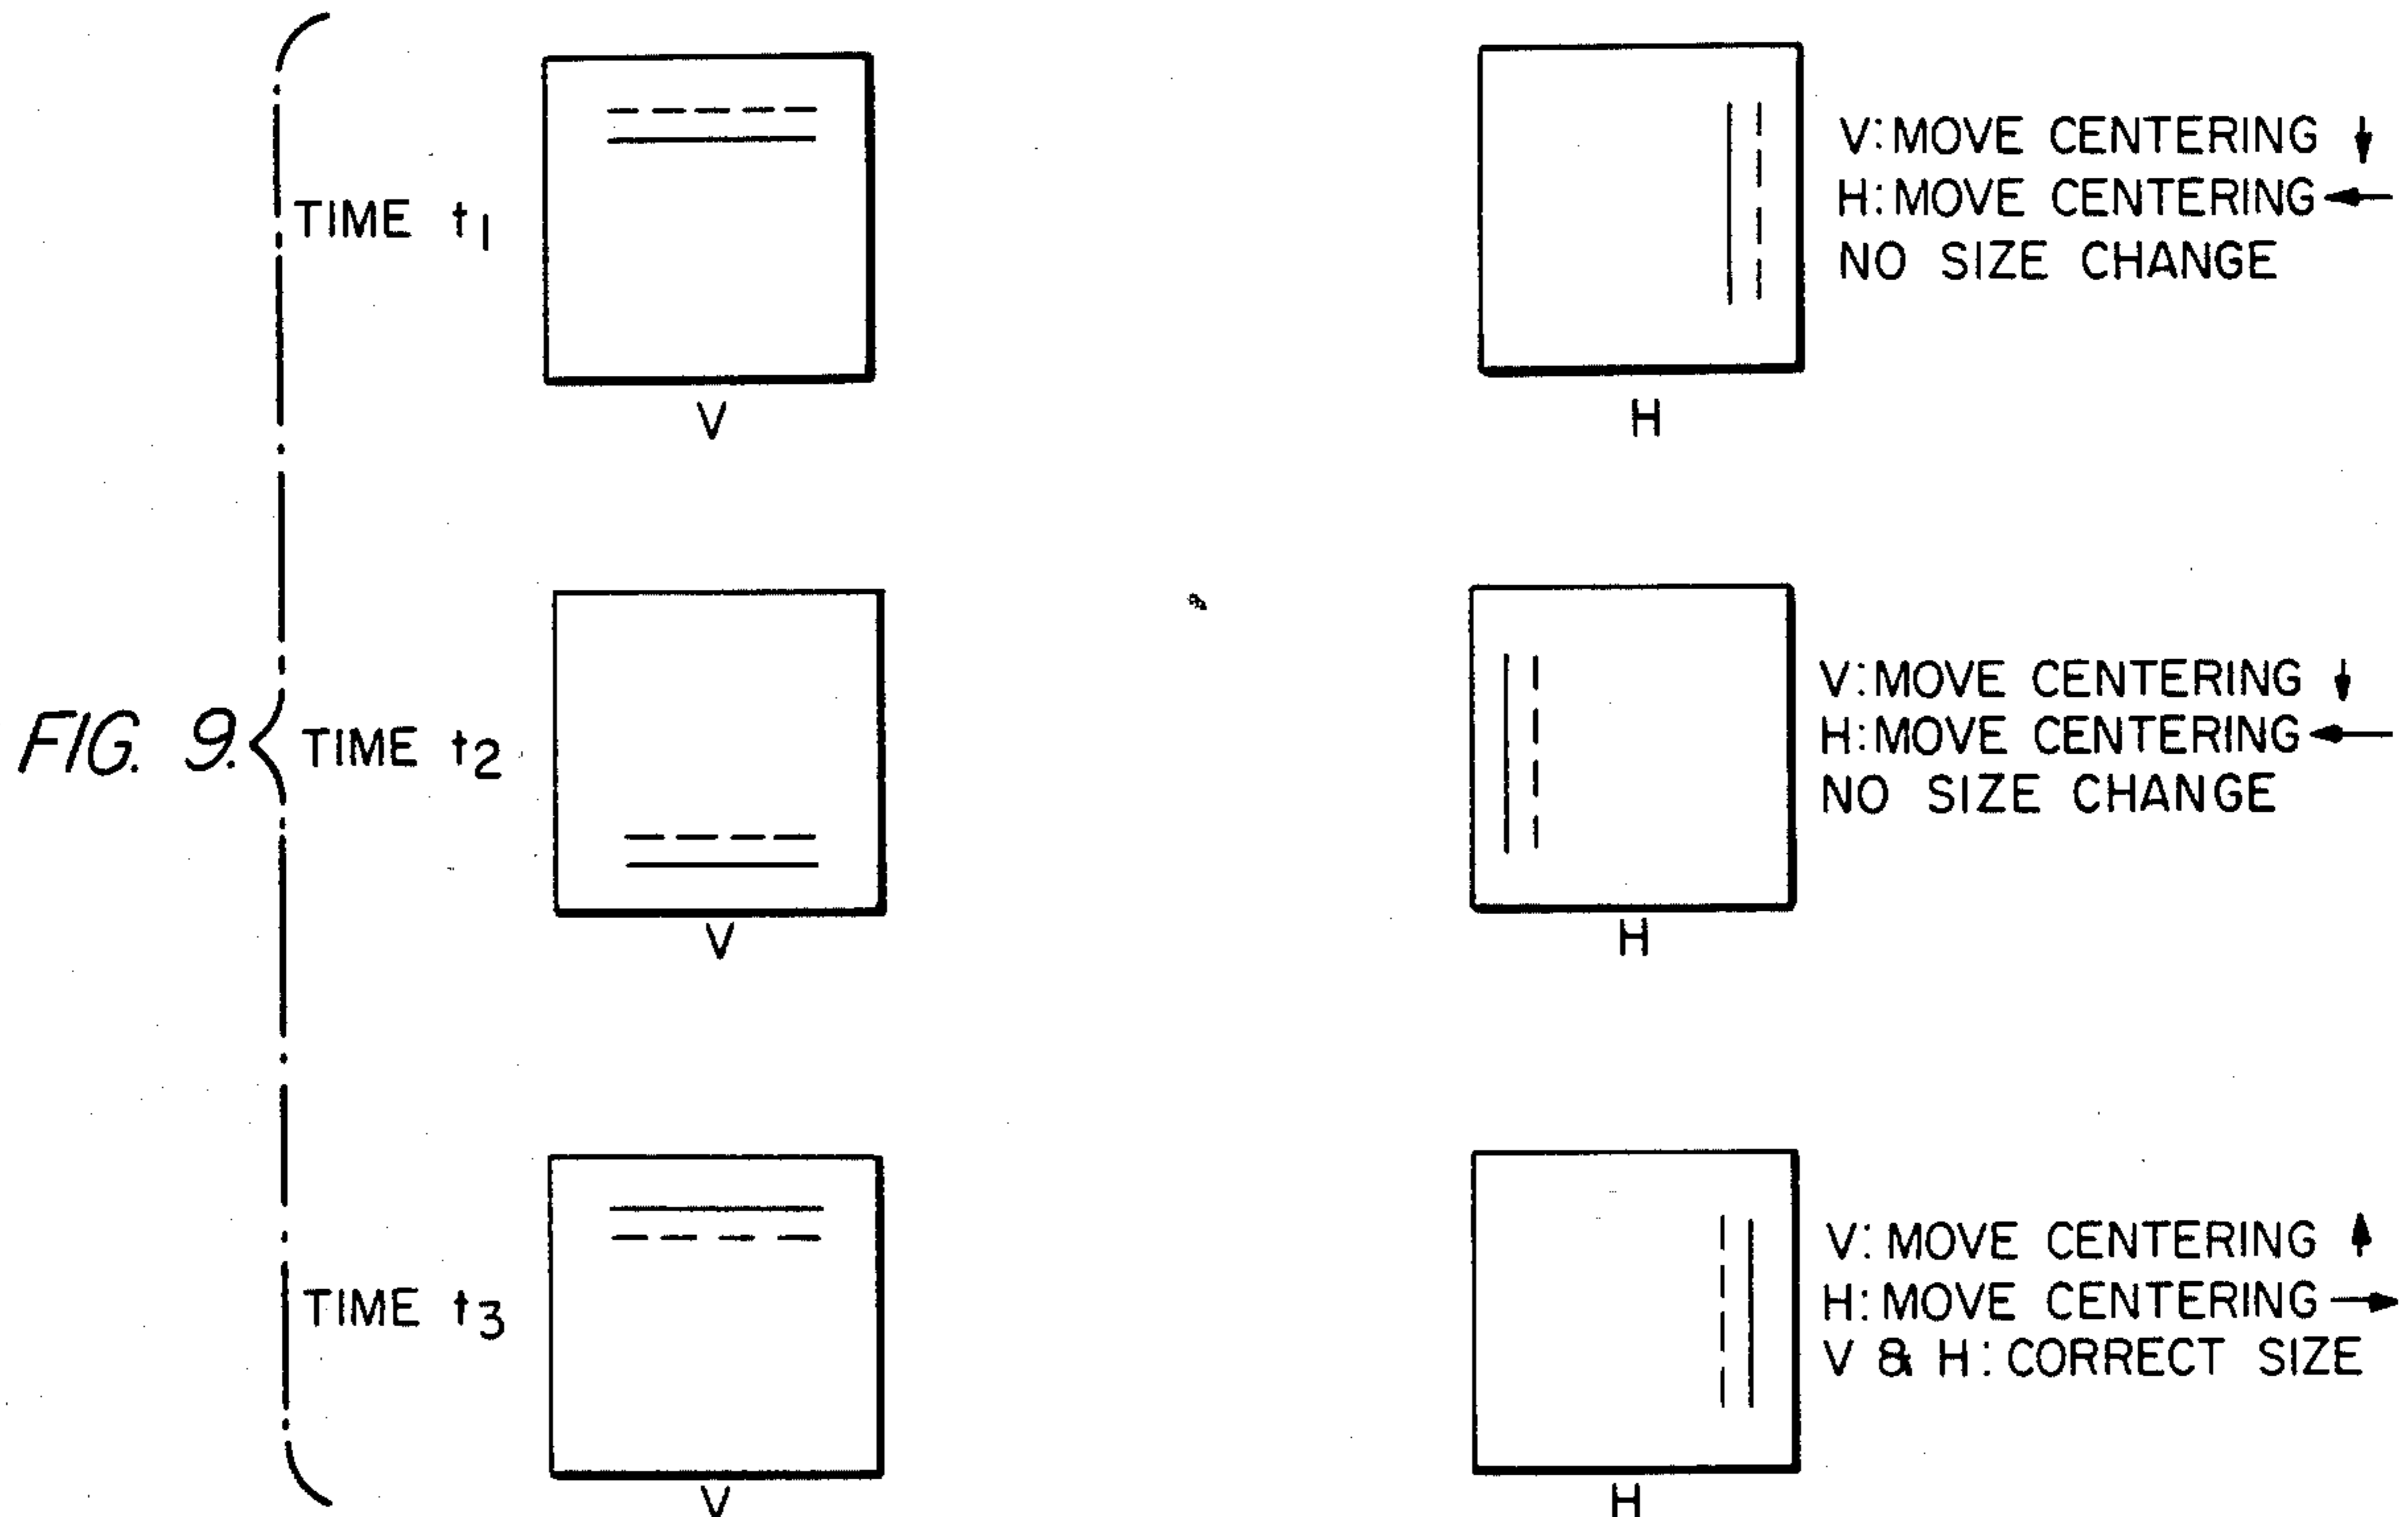 FIG. 9.
TIME t1
V
H
V: MOVE CENTERING ↓
H: MOVE CENTERING ←
NO SIZE CHANGE
TIME t2
V
H
V: MOVE CENTERING ↓
H: MOVE CENTERING ←
NO SIZE CHANGE
TIME t3
V
H
V: MOVE CENTERING ↑
H: MOVE CENTERING →
V & H: CORRECT SIZE